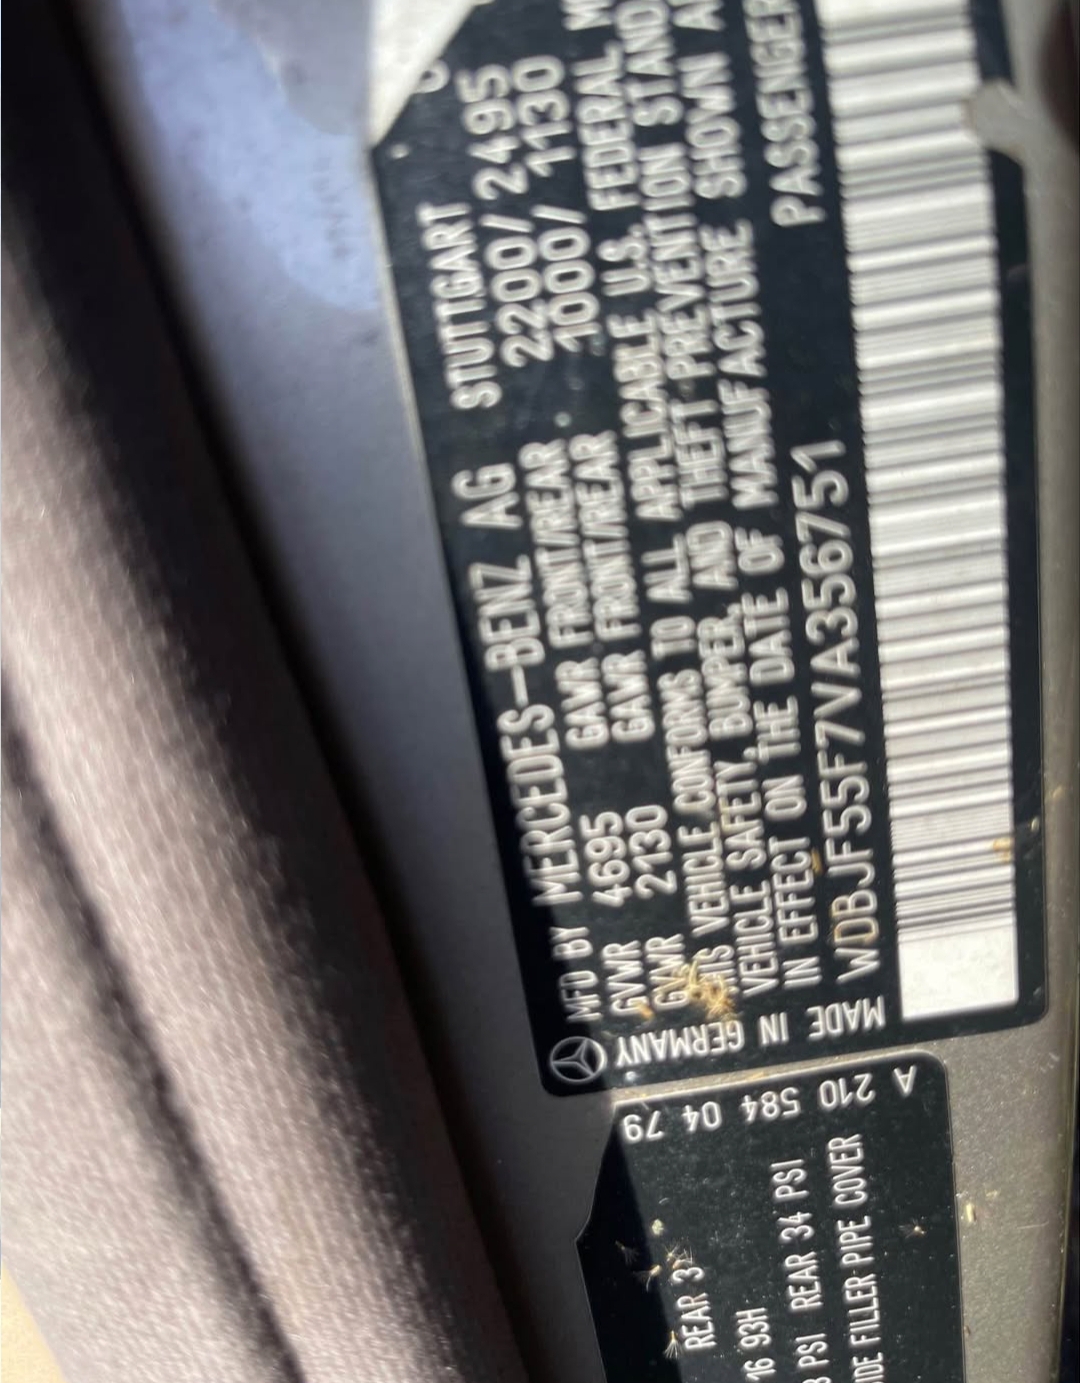 MFD BY MERCEDES-BENZ AG STUTTGART
GVWR 4695 GAWR FRONT/REAR 2200/2495
GVWR 2130 GAWR FRONT/REAR 1000/1130
THIS VEHICLE CONFORMS TO ALL APPLICABLE U.S. FEDERAL
VEHICLE SAFETY, BUMPER, AND THEFT PREVENTION
IN EFFECT ON THE DATE OF MANUFACTURE SHOWN
WDBJF55F7VA356751 PASSENGER
MADE IN GERMANY
A 210 584 04 79
REAR
16 93H
PSI REAR 34 PSI
FILLER PIPE COVER